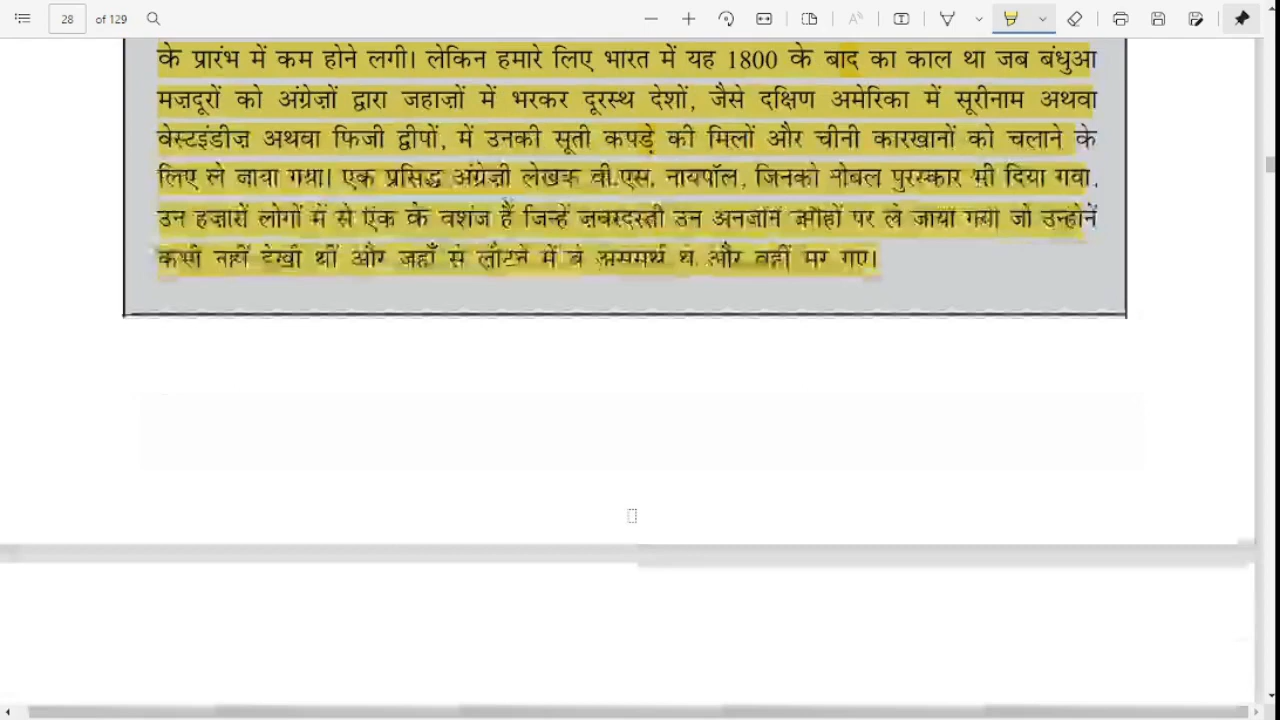 28 of 129
के प्रारंभ में कम होने लगी। लेकिन हमारे लिए भारत में यह 1800 के बाद का काल था जब बंधुआ
मज़दूरों को अंग्रेज़ों द्वारा जहाज़ों में भरकर दूरस्थ देशों, जैसे दक्षिण अमेरिका में सूरीनाम अथवा
वेस्टइंडीज़ अथवा फिजी द्वीपों, में उनकी सूती कपड़े की मिलों और चीनी कारखानों को चलाने के
लिए ले जाया गया। एक प्रसिद्ध अंग्रेज़ी लेखक वी.एस. नायपॉल, जिनको नोबल पुरस्कार भी दिया गया,
उन हज़ारों लोगों में से एक के वशंज हैं जिन्हें ज़बरदस्ती उन अनजान जगहों पर ले जाया गया जो उन्होनें
कभी नहीं देखी थीं और जहाँ से लौटने में वे असमर्थ थे और वहीं मर गए।